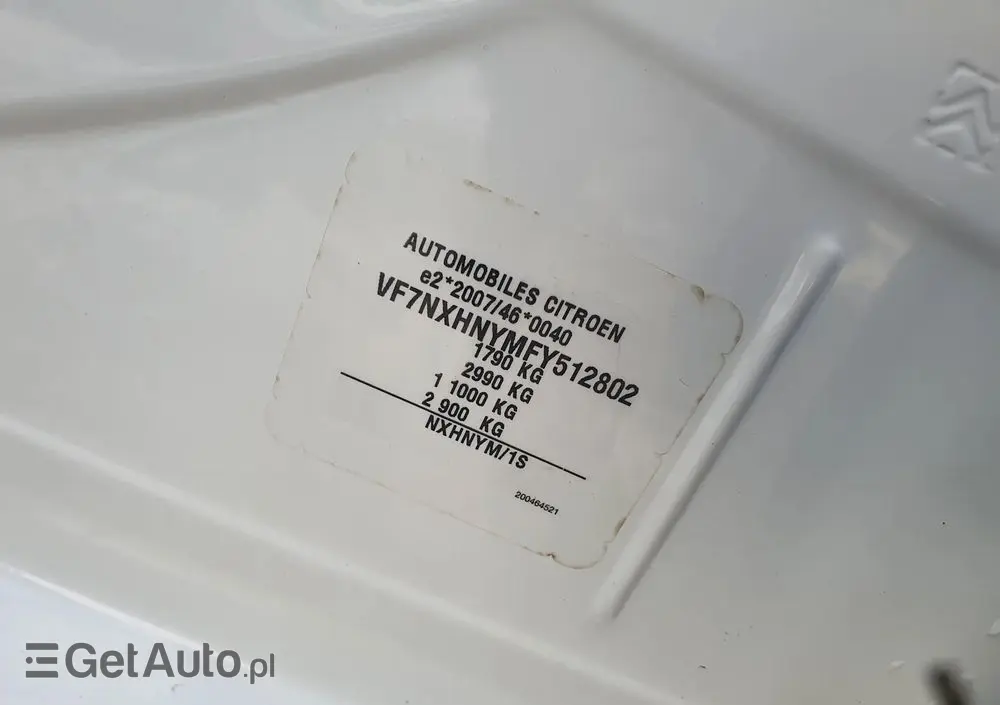 AUTOMOBILES CITROEN
e2*2007/46*0040
VF7NXHNYMFY512802
1790 KG
2990 KG
1 1000 KG
2 900 KG
NXHNYM/1S
200464521
GetAuto.pl